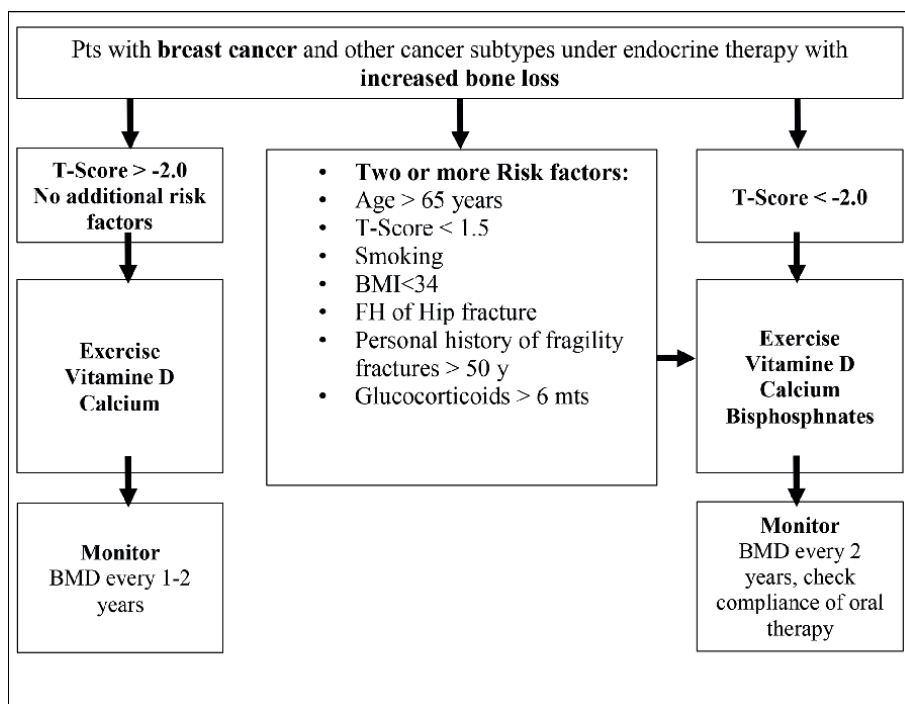 Pts with breast cancer and other cancer subtypes under endocrine therapy with
increased bone loss
T-Score > -2.0
No additional risk
factors
Exercise
Vitamine D
Calcium
Monitor
BMD every 1-2
years
• Two or more Risk factors:
• Age > 65 years
• T-Score < 1.5
• Smoking
• BMI<34
• FH of Hip fracture
• Personal history of fragility
fractures > 50 y
• Glucocorticoids > 6 mts
T-Score < -2.0
Exercise
Vitamine D
Calcium
Bisphosphnates
Monitor
BMD every 2
years, check
compliance of oral
therapy